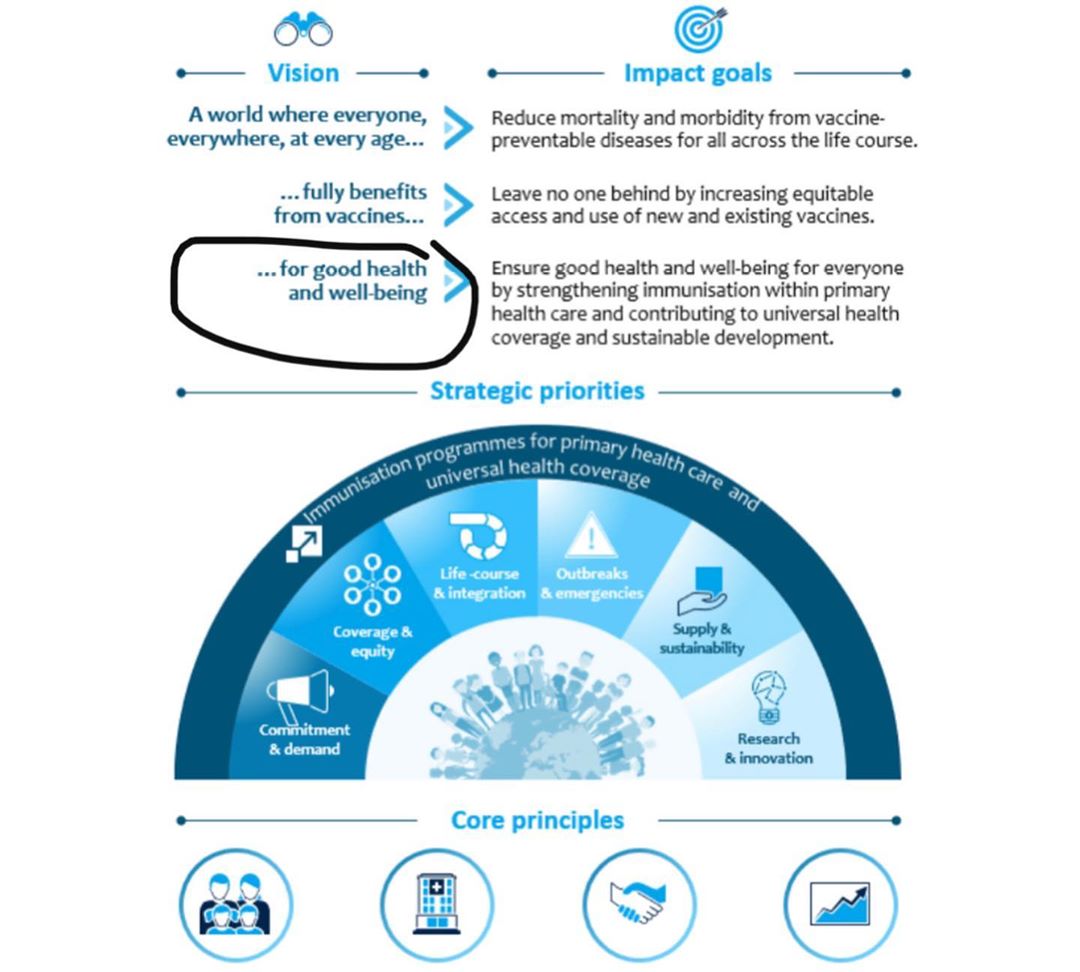 Vision
Impact goals
A world where everyone,
everywhere, at every age...
Reduce mortality and morbidity from vaccine-
preventable diseases for all across the life course.
...fully benefits
from vaccines...
Leave no one behind by increasing equitable
access and use of new and existing vaccines.
...for good health
and well-being
Ensure good health and well-being for everyone
by strengthening immunisation within primary
health care and contributing to universal health
coverage and sustainable development.
Strategic priorities
Immunisation programmes for primary health care and
universal health coverage
Commitment
& demand
Coverage &
equity
Life -course
& integration
Outbreaks
& emergencies
Supply &
sustainability
Research
& innovation
Core principles